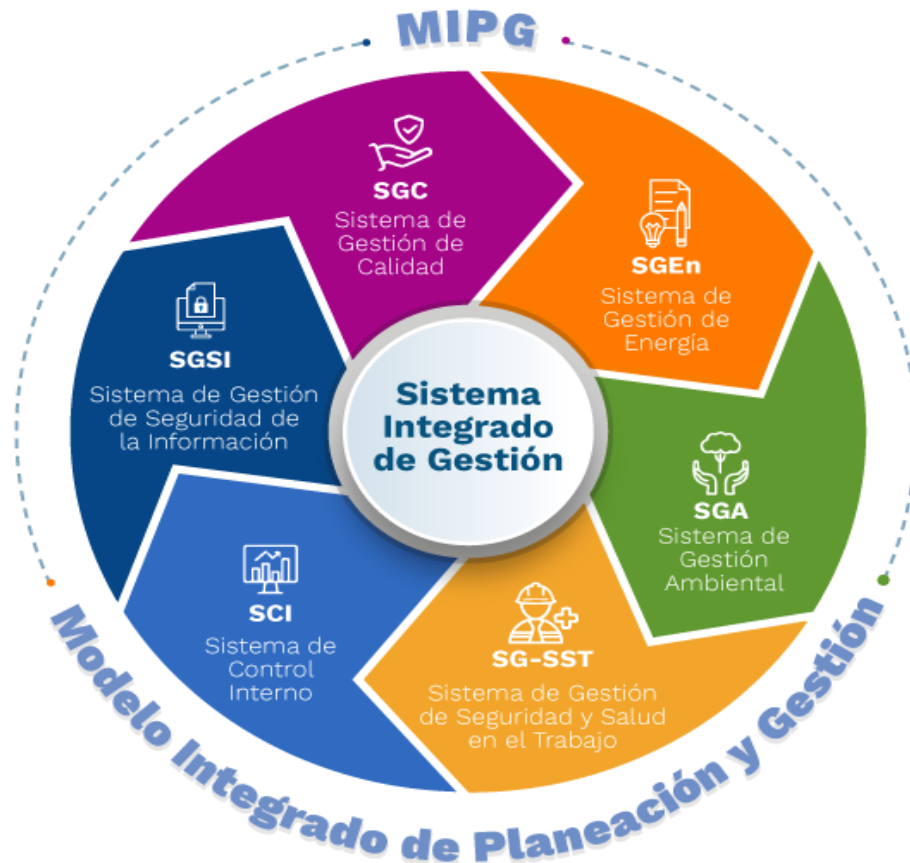 MIPG
SGC
Sistema de
Gestión de
Calidad
SGEn
Sistema de
Gestión de
Energía
SGSI
Sistema de Gestión
de Seguridad de
la Información
Sistema
Integrado
de Gestión
SGA
Sistema de
Gestión
Ambiental
SCI
Sistema de
Control
Interno
SG-SST
Sistema de Gestión
de Seguridad y Salud
en el Trabajo
Modelo Integrado de Planeación y Gestión